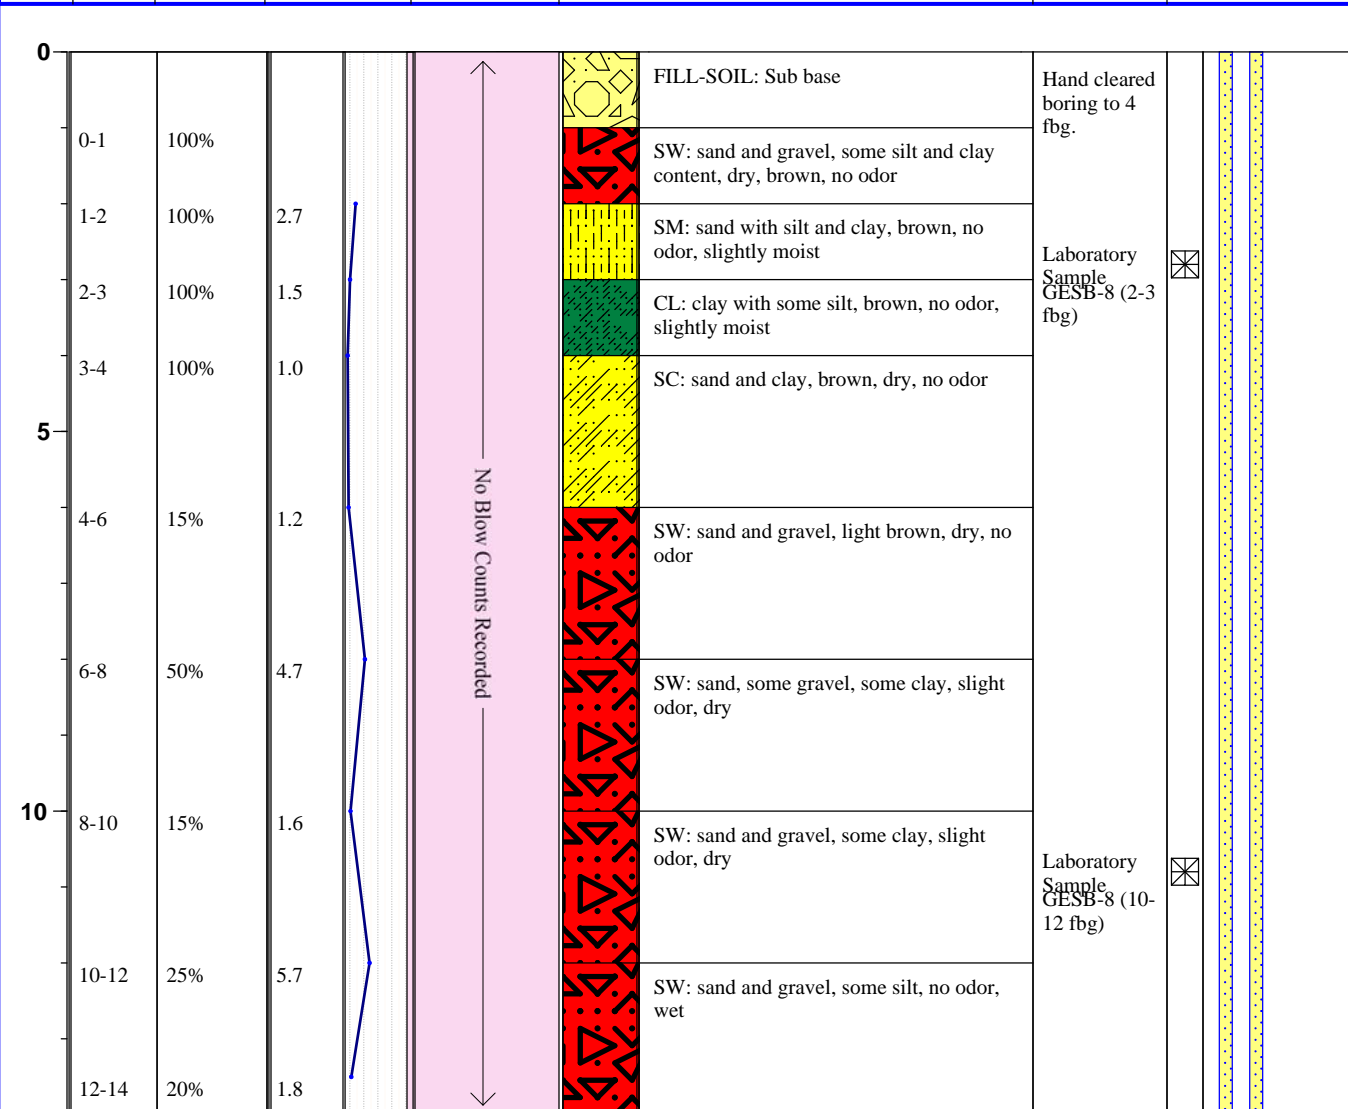 0
FILL-SOIL: Sub base
Hand cleared
boring to 4
fbg.
0-1 100%
SW: sand and gravel, some silt and clay
content, dry, brown, no odor
1-2 100% 2.7
SM: sand with silt and clay, brown, no
odor, slightly moist
Laboratory
Sample
GESB-8 (2-3
fbg)
2-3 100% 1.5
CL: clay with some silt, brown, no odor,
slightly moist
3-4 100% 1.0
SC: sand and clay, brown, dry, no odor
5
No Blow Counts Recorded
4-6 15% 1.2
SW: sand and gravel, light brown, dry, no
odor
6-8 50% 4.7
SW: sand, some gravel, some clay, slight
odor, dry
10
8-10 15% 1.6
SW: sand and gravel, some clay, slight
odor, dry
Laboratory
Sample
GESB-8 (10-
12 fbg)
10-12 25% 5.7
SW: sand and gravel, some silt, no odor,
wet
12-14 20% 1.8